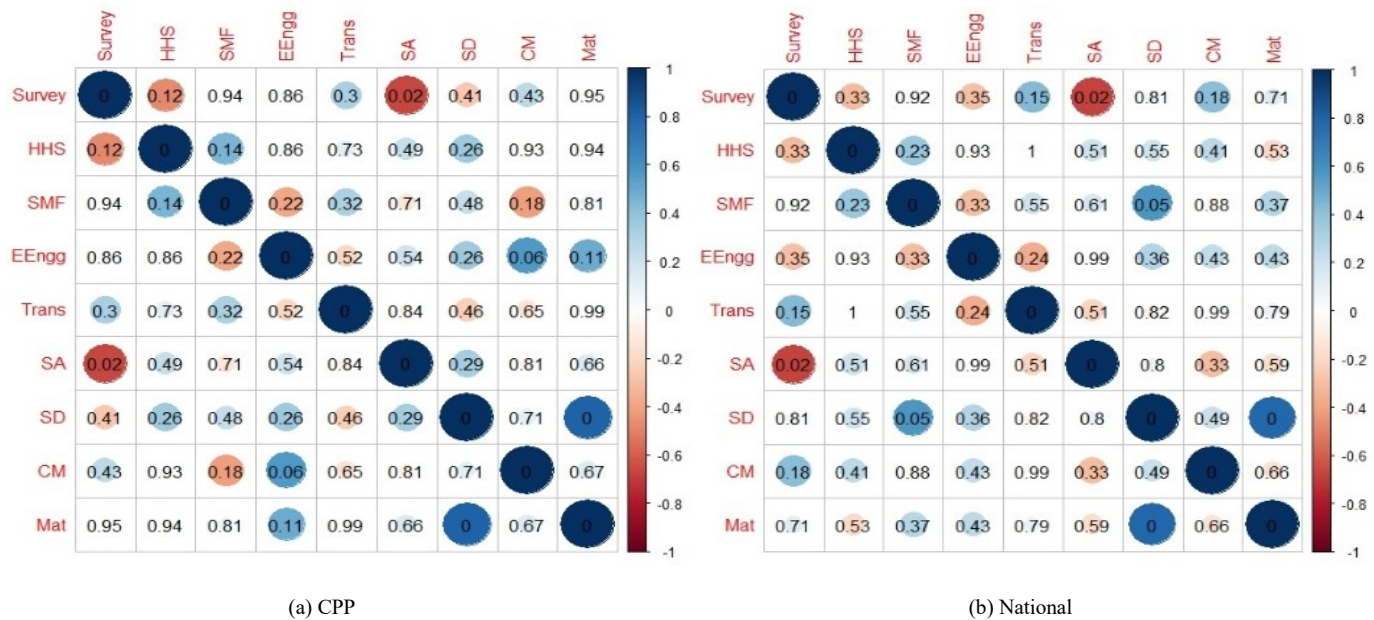 Survey HHS SMF EEngg Trans SA SD CM Mat
Survey 0 0.12 0.94 0.86 0.3 0.02 0.41 0.43 0.95
HHS 0.12 0 0.14 0.86 0.73 0.49 0.26 0.93 0.94
SMF 0.94 0.14 0 0.22 0.32 0.71 0.48 0.18 0.81
EEngg 0.86 0.86 0.22 0 0.52 0.54 0.26 0.06 0.11
Trans 0.3 0.73 0.32 0.52 0 0.84 0.46 0.65 0.99
SA 0.02 0.49 0.71 0.54 0.84 0 0.29 0.81 0.66
SD 0.41 0.26 0.48 0.26 0.46 0.29 0 0.71 0
CM 0.43 0.93 0.18 0.06 0.65 0.81 0.71 0 0.67
Mat 0.95 0.94 0.81 0.11 0.99 0.66 0 0.67 0
1
0.8
0.6
0.4
0.2
0
-0.2
-0.4
-0.6
-0.8
-1
(a) CPP
Survey HHS SMF EEngg Trans SA SD CM Mat
Survey 0 0.33 0.92 0.35 0.15 0.02 0.81 0.18 0.71
HHS 0.33 0 0.23 0.93 1 0.51 0.55 0.41 0.53
SMF 0.92 0.23 0 0.33 0.55 0.61 0.05 0.88 0.37
EEngg 0.35 0.93 0.33 0 0.24 0.99 0.36 0.43 0.43
Trans 0.15 1 0.55 0.24 0 0.51 0.82 0.99 0.79
SA 0.02 0.51 0.61 0.99 0.51 0 0.8 0.33 0.59
SD 0.81 0.55 0.05 0.36 0.82 0.8 0 0.49 0
CM 0.18 0.41 0.88 0.43 0.99 0.33 0.49 0 0.66
Mat 0.71 0.53 0.37 0.43 0.79 0.59 0 0.66 0
1
0.8
0.6
0.4
0.2
0
-0.2
-0.4
-0.6
-0.8
-1
(b) National